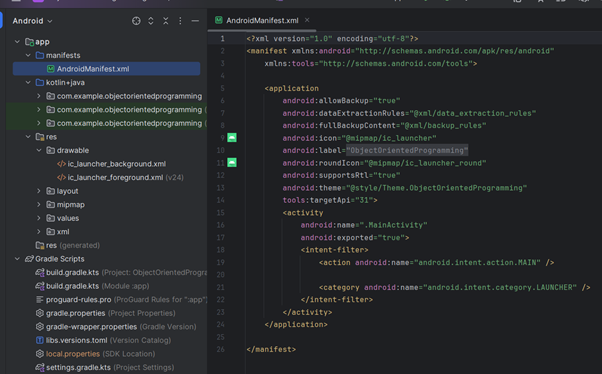 Android
app
manifests
AndroidManifest.xml
kotlin+java
com.example.objectorientedprogramming
com.example.objectorientedprogramming
com.example.objectorientedprogramming
res
drawable
ic_launcher_background.xml
ic_launcher_foreground.xml (v24)
layout
mipmap
values
xml
res (generated)
Gradle Scripts
build.gradle.kts (Project: ObjectOrientedProgra
build.gradle.kts (Module :app)
proguard-rules.pro (ProGuard Rules for ":app")
gradle.properties (Project Properties)
gradle-wrapper.properties (Gradle Version)
libs.versions.toml (Version Catalog)
local.properties (SDK Location)
settings.gradle.kts (Project Settings)
AndroidManifest.xml
1 <?xml version="1.0" encoding="utf-8"?>
2 <manifest xmlns:android="http://schemas.android.com/apk/res/android"
3 xmlns:tools="http://schemas.android.com/tools">
4
5 <application
6 android:allowBackup="true"
7 android:dataExtractionRules="@xml/data_extraction_rules"
8 android:fullBackupContent="@xml/backup_rules"
9 android:icon="@mipmap/ic_launcher"
10 android:label="ObjectOrientedProgramming"
11 android:roundIcon="@mipmap/ic_launcher_round"
12 android:supportsRtl="true"
13 android:theme="@style/Theme.ObjectOrientedProgramming"
14 tools:targetApi="31">
15 <activity
16 android:name=".MainActivity"
17 android:exported="true">
18 <intent-filter>
19 <action android:name="android.intent.action.MAIN" />
20
21 <category android:name="android.intent.category.LAUNCHER" />
22 </intent-filter>
23 </activity>
24 </application>
25
26 </manifest>